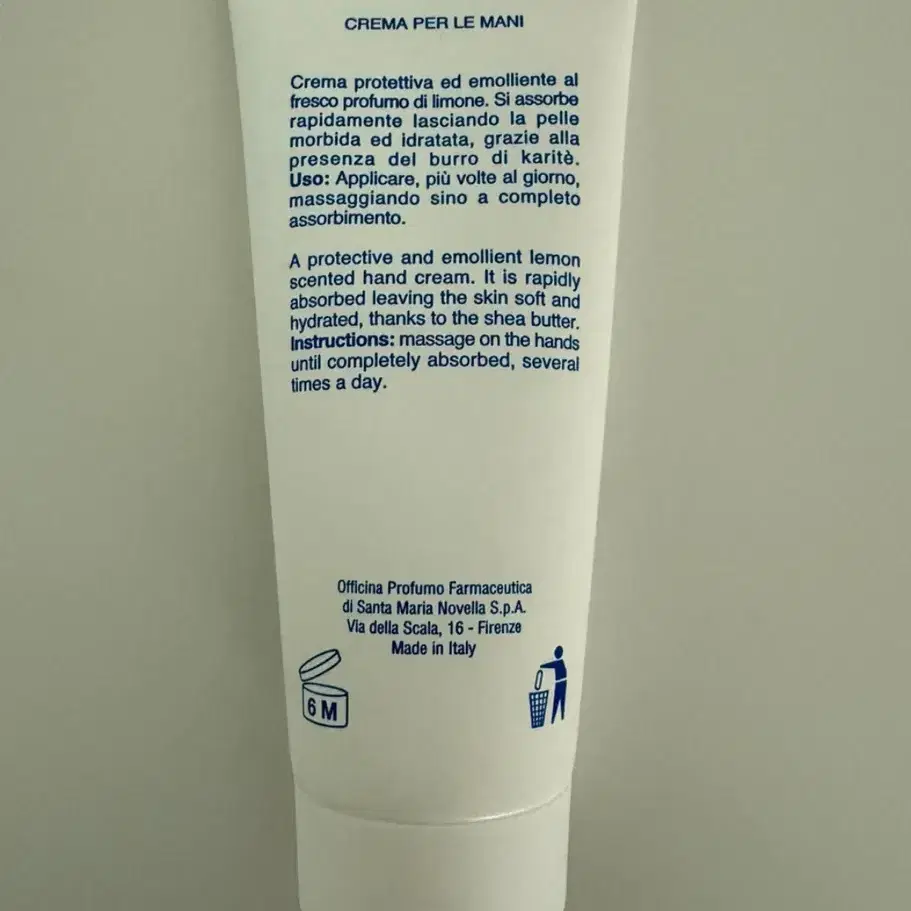 CREMA PER LE MANI
Crema protettiva ed emolliente al
fresco profumo di limone. Si assorbe
rapidamente lasciando la pelle
morbida ed idratata, grazie alla
presenza del burro di karitè.
Uso: Applicare, più volte al giorno,
massaggiando sino a completo
assorbimento.
A protective and emollient lemon
scented hand cream. It is rapidly
absorbed leaving the skin soft and
hydrated, thanks to the shea butter.
Instructions: massage on the hands
until completely absorbed, several
times a day.
Officina Profumo Farmaceutica
di Santa Maria Novella S.p.A.
Via della Scala, 16 - Firenze
Made in Italy
6 M